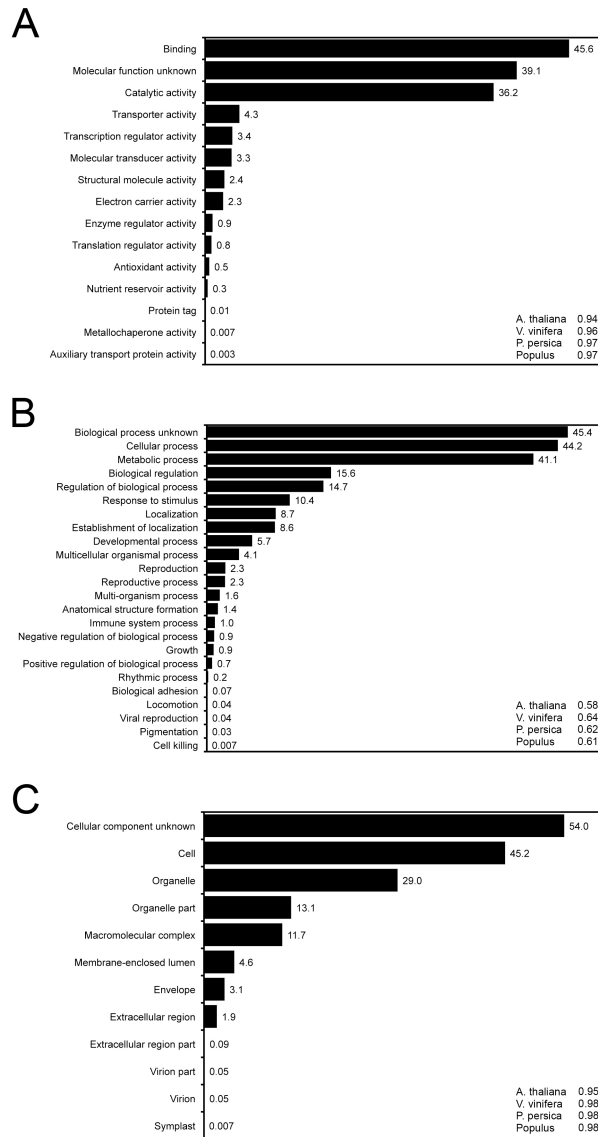 A
Binding 45.6
Molecular function unknown 39.1
Catalytic activity 36.2
Transporter activity 4.3
Transcription regulator activity 3.4
Molecular transducer activity 3.3
Structural molecule activity 2.4
Electron carrier activity 2.3
Enzyme regulator activity 0.9
Translation regulator activity 0.8
Antioxidant activity 0.5
Nutrient reservoir activity 0.3
Protein tag 0.01
Metallochaperone activity 0.007
Auxiliary transport protein activity 0.003
A. thaliana 0.94
V. vinifera 0.96
P. persica 0.97
Populus 0.97
B
Biological process unknown 45.4
Cellular process 44.2
Metabolic process 41.1
Biological regulation 15.6
Regulation of biological process 14.7
Response to stimulus 10.4
Localization 8.7
Establishment of localization 8.6
Developmental process 5.7
Multicellular organismal process 4.1
Reproduction 2.3
Reproductive process 2.3
Multi-organism process 1.6
Anatomical structure formation 1.4
Immune system process 1.0
Negative regulation of biological process 0.9
Growth 0.9
Positive regulation of biological process 0.7
Rhythmic process 0.2
Biological adhesion 0.07
Locomotion 0.04
Viral reproduction 0.04
Pigmentation 0.03
Cell killing 0.007
A. thaliana 0.58
V. vinifera 0.64
P. persica 0.62
Populus 0.61
C
Cellular component unknown 54.0
Cell 45.2
Organelle 29.0
Organelle part 13.1
Macromolecular complex 11.7
Membrane-enclosed lumen 4.6
Envelope 3.1
Extracellular region 1.9
Extracellular region part 0.09
Virion part 0.05
Virion 0.05
Symplast 0.007
A. thaliana 0.95
V. vinifera 0.98
P. persica 0.98
Populus 0.98